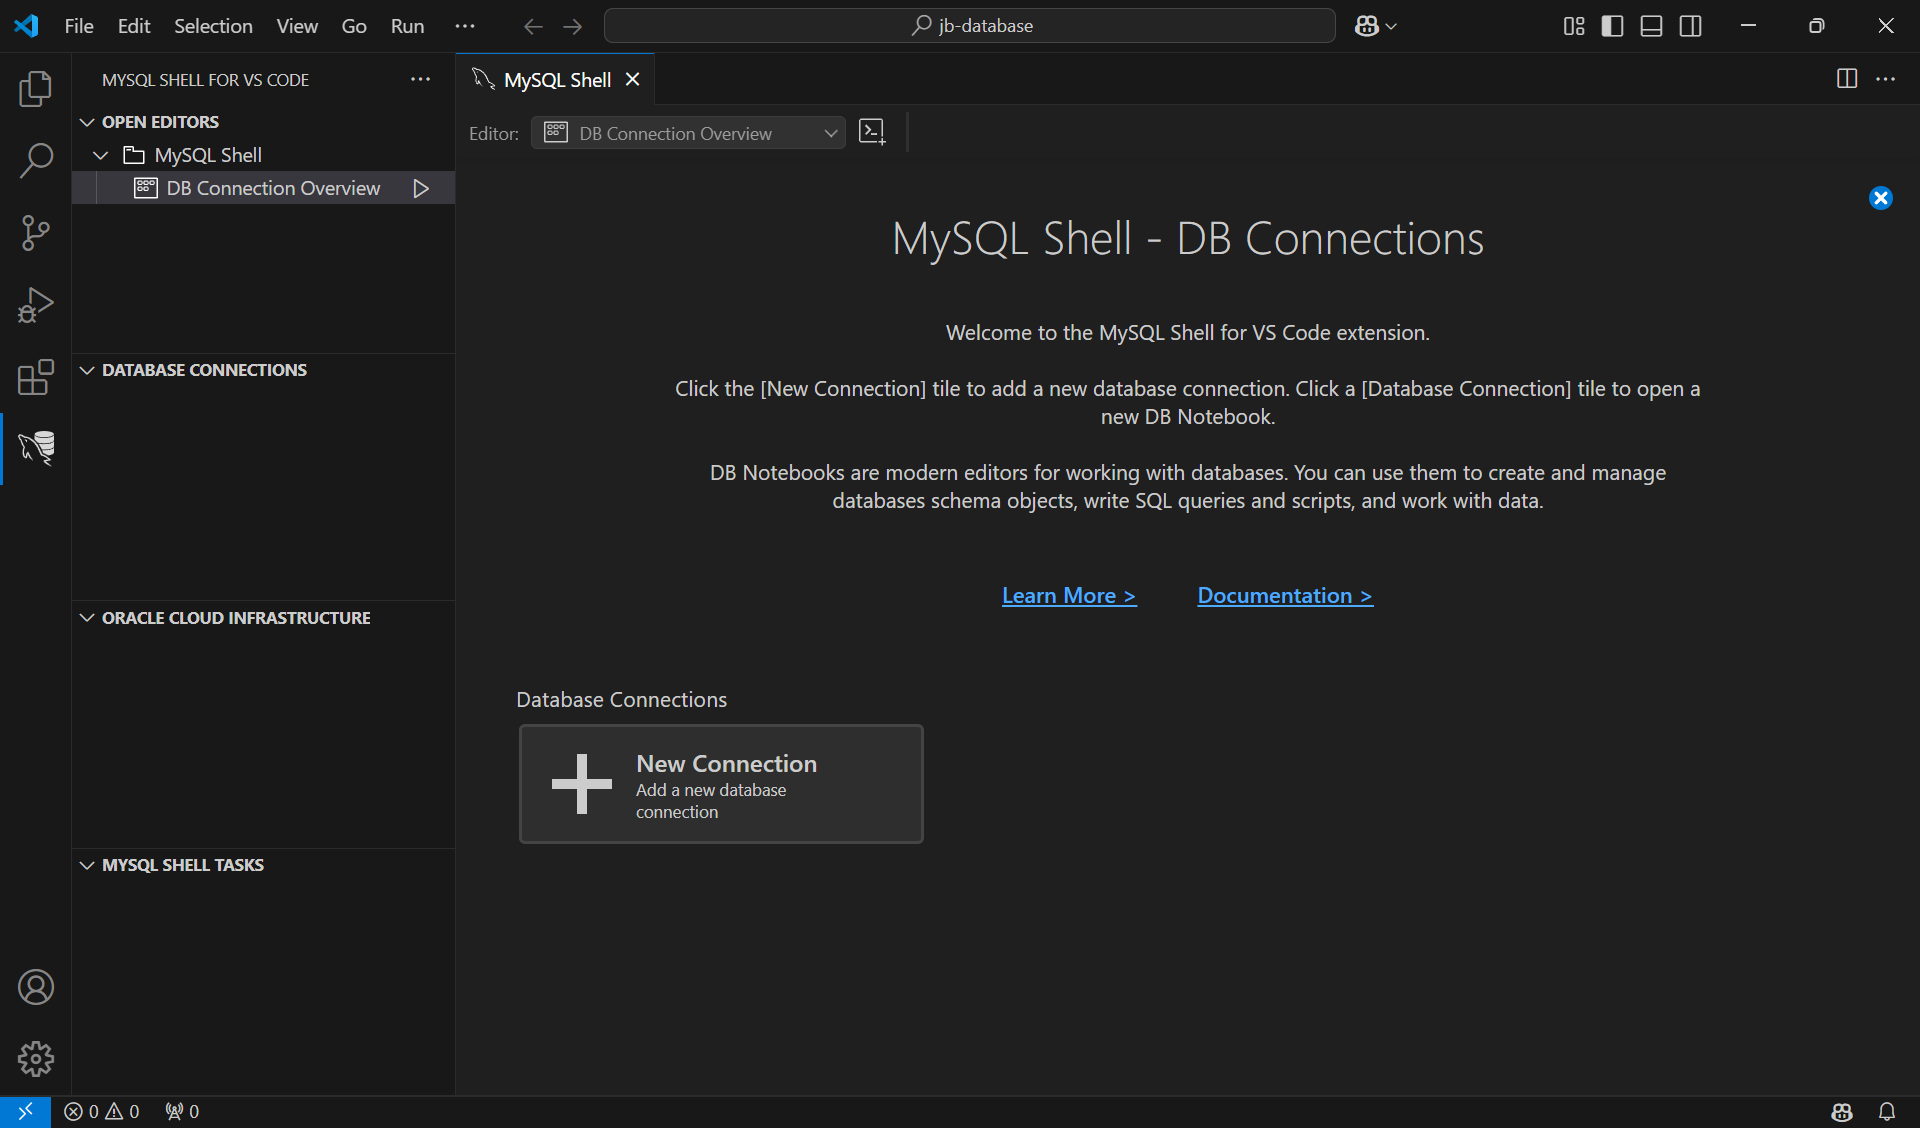 File Edit Selection View Go Run
jb-database
MYSQL SHELL FOR VS CODE
MySQL Shell
OPEN EDITORS
MySQL Shell
DB Connection Overview
Editor: DB Connection Overview
MySQL Shell - DB Connections
Welcome to the MySQL Shell for VS Code extension.
Click the [New Connection] tile to add a new database connection. Click a [Database Connection] tile to open a
new DB Notebook.
DB Notebooks are modern editors for working with databases. You can use them to create and manage
databases schema objects, write SQL queries and scripts, and work with data.
Learn More > Documentation >
DATABASE CONNECTIONS
ORACLE CLOUD INFRASTRUCTURE
MYSQL SHELL TASKS
Database Connections
New Connection
Add a new database
connection
0 0 0